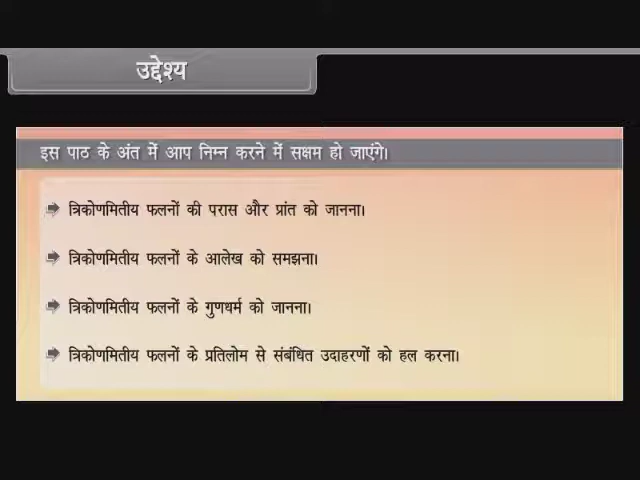 उद्देश्य
इस पाठ के अंत में आप निम्न करने में सक्षम हो जाएंगे।
त्रिकोणमितीय फलनों की परास और प्रांत को जानना।
त्रिकोणमितीय फलनों के आलेख को समझना।
त्रिकोणमितीय फलनों के गुणधर्म को जानना।
त्रिकोणमितीय फलनों के प्रतिलोम से संबंधित उदाहरणों को हल करना।